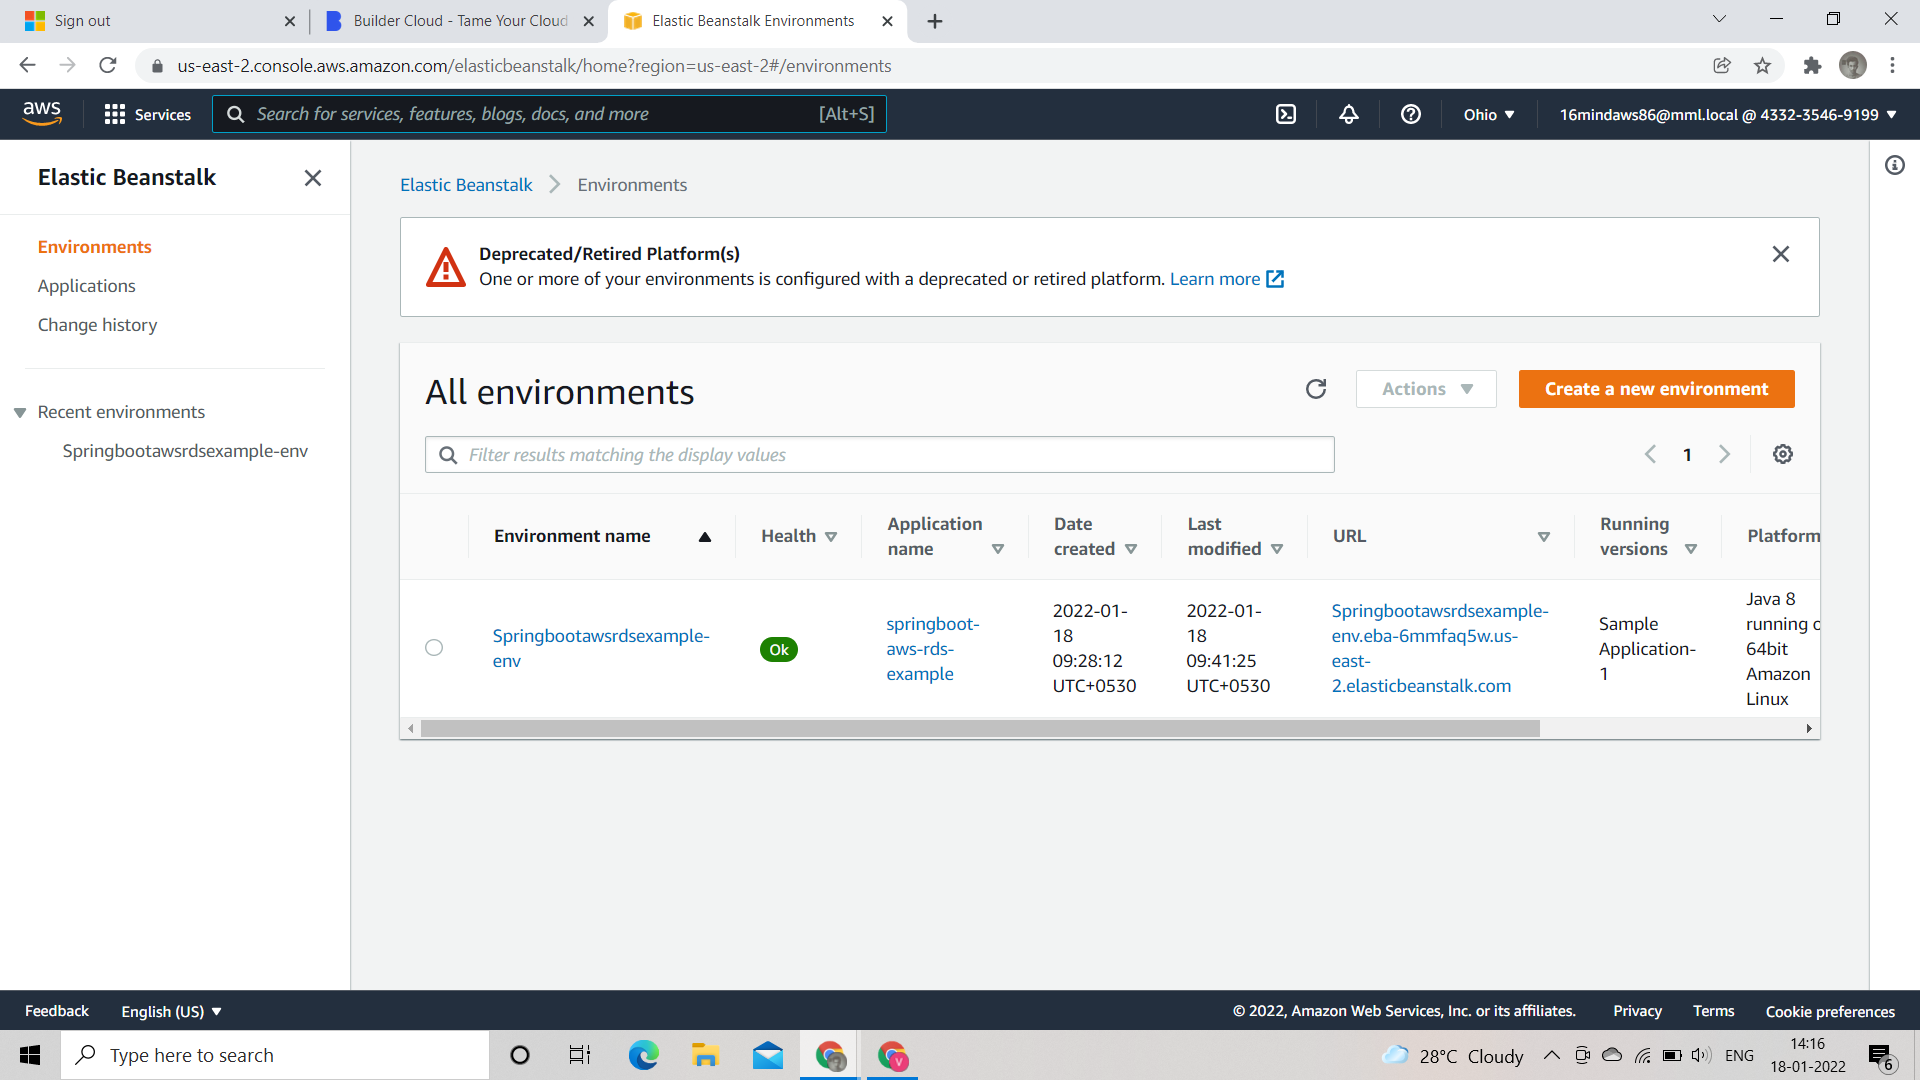 Sign out
Builder Cloud - Tame Your Cloud
Elastic Beanstalk Environments
us-east-2.console.aws.amazon.com/elasticbeanstalk/home?region=us-east-2#/environments
aws
Services
Search for services, features, blogs, docs, and more
[Alt+S]
Ohio
16mindaws86@mml.local @ 4332-3546-9199
Elastic Beanstalk
Environments
Applications
Change history
Recent environments
Springbootawsrdsexample-env
Elastic Beanstalk
Environments
Deprecated/Retired Platform(s)
One or more of your environments is configured with a deprecated or retired platform. Learn more
All environments
Actions
Create a new environment
Filter results matching the display values
1
Environment name
Health
Application
name
Date
created
Last
modified
URL
Running
versions
Platform
Springbootawsrdsexample-
env
Ok
springboot-
aws-rds-
example
2022-01-
18
09:28:12
UTC+0530
2022-01-
18
09:41:25
UTC+0530
Springbootawsrdsexample-
env.eba-6mmfaq5w.us-
east-
2.elasticbeanstalk.com
Sample
Application-
1
Java 8
running
64bit
Amazon
Linux
Feedback
English (US)
© 2022, Amazon Web Services, Inc. or its affiliates.
Privacy
Terms
Cookie preferences
Type here to search
V
28°C Cloudy
ENG
14:16
18-01-2022
6